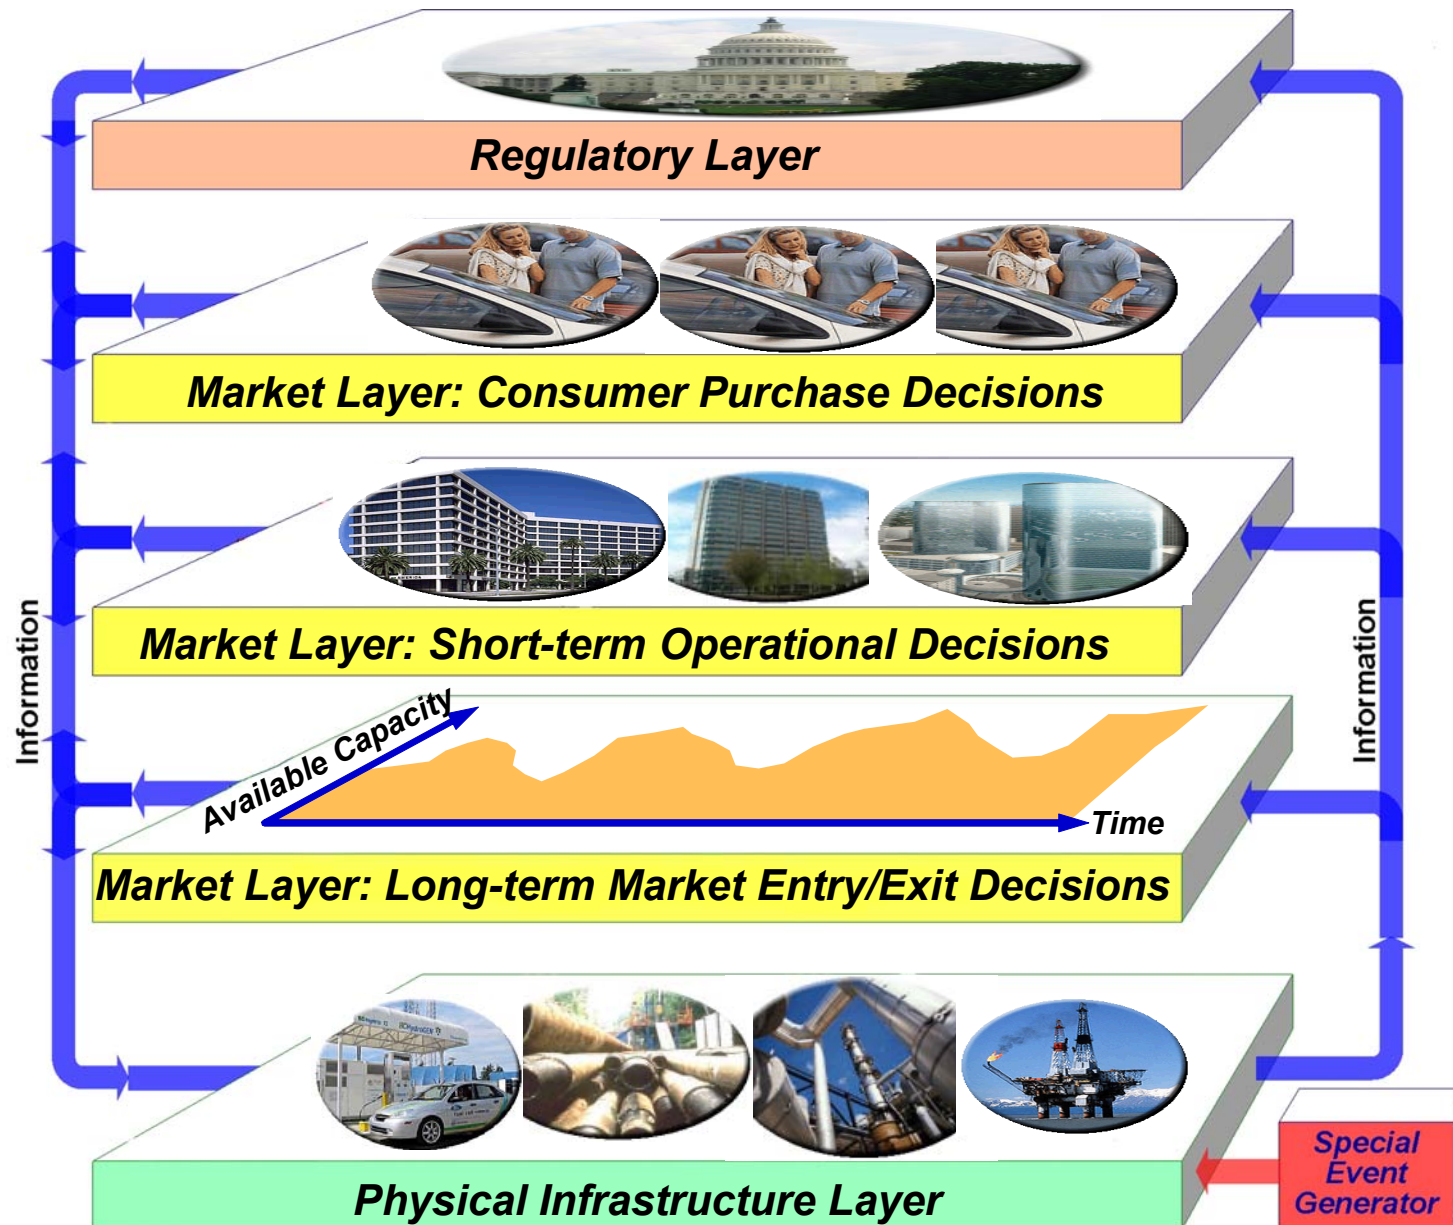 Regulatory Layer
Market Layer: Consumer Purchase Decisions
Market Layer: Short-term Operational Decisions
Information
Information
Available Capacity
Time
Market Layer: Long-term Market Entry/Exit Decisions
Physical Infrastructure Layer
Special
Event
Generator